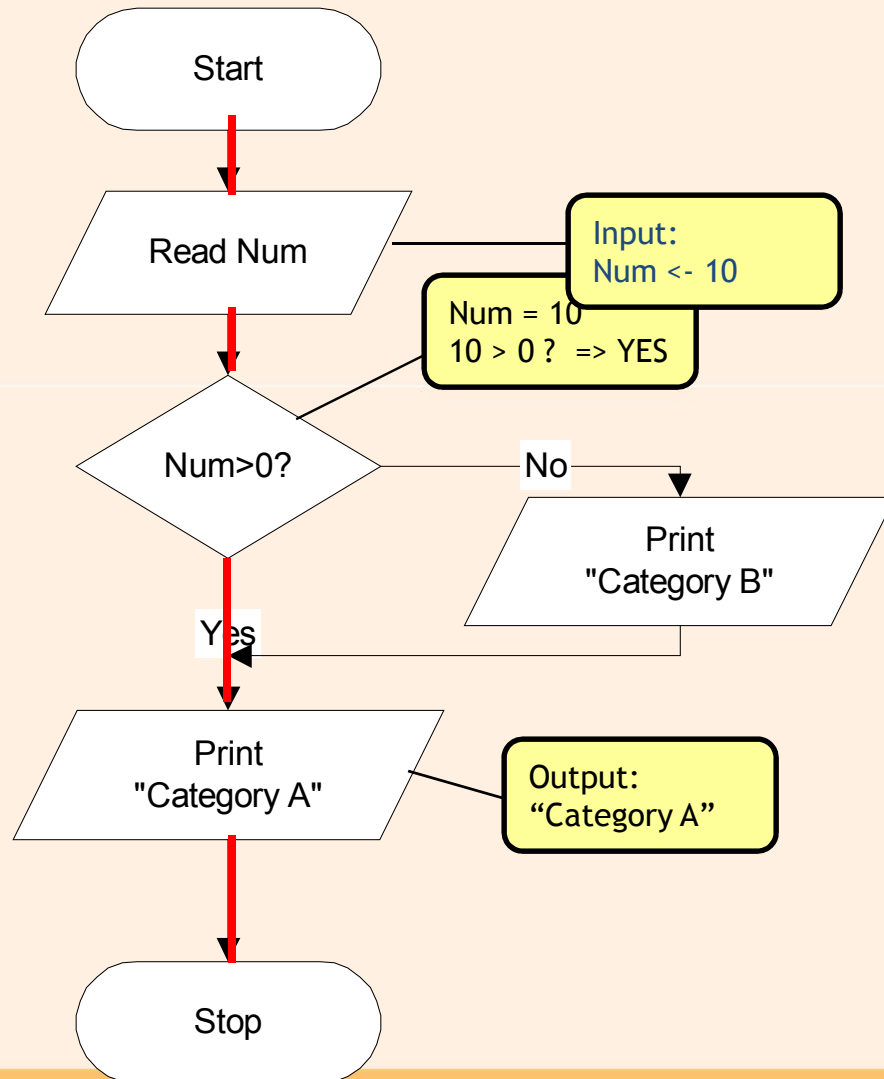 Start
Read Num
Input:
Num <- 10
Num = 10
10 > 0 ? => YES
Num>0?
No
Print
"Category B"
Yes
Print
"Category A"
Output:
“Category A”
Stop